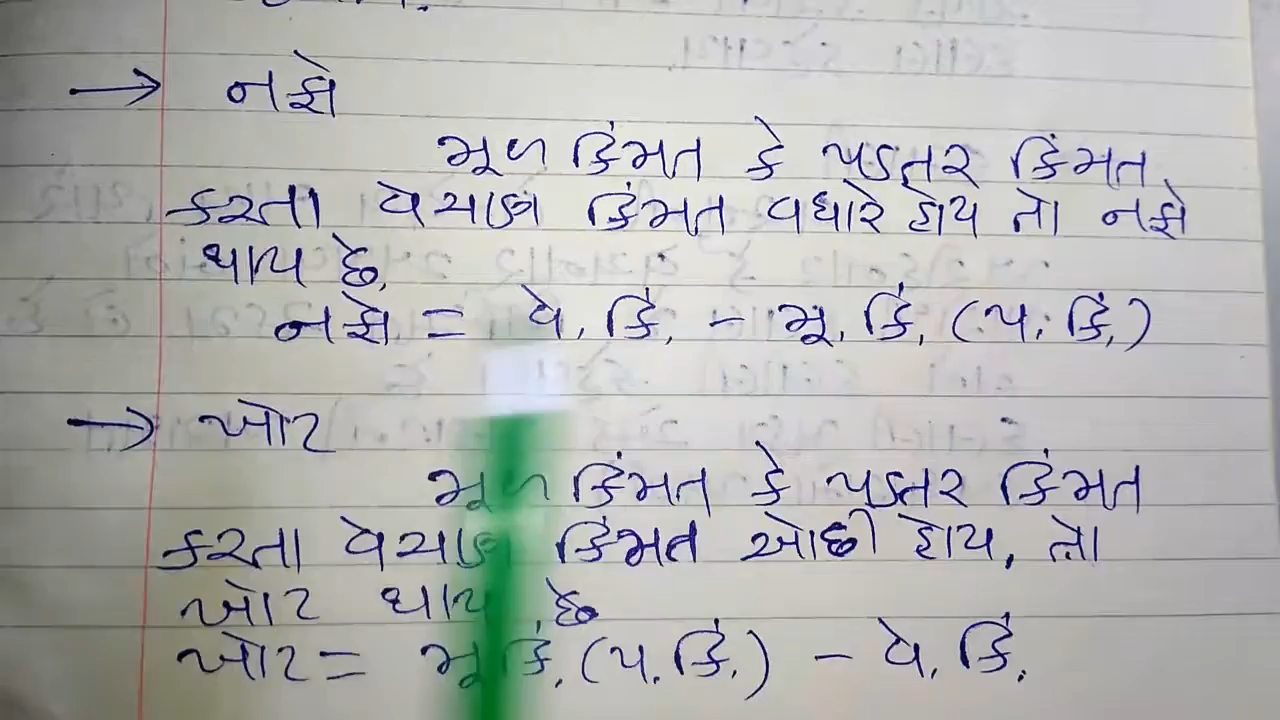 → નફો
મૂળ કિંમત કે પડતર કિંમત
કરતા વેચાણ કિંમત વધારે હોય તો નફો
થાય છે.
નફો = વે. કિં. - મૂ. કિં. (પ. કિં.)
→ ખોટ
મૂળ કિંમત કે પડતર કિંમત
કરતા વેચાણ કિંમત ઓછી હોય, તો
ખોટ થાય છે
ખોટ = મૂ કિં. (પ. કિં.) - વે. કિં.